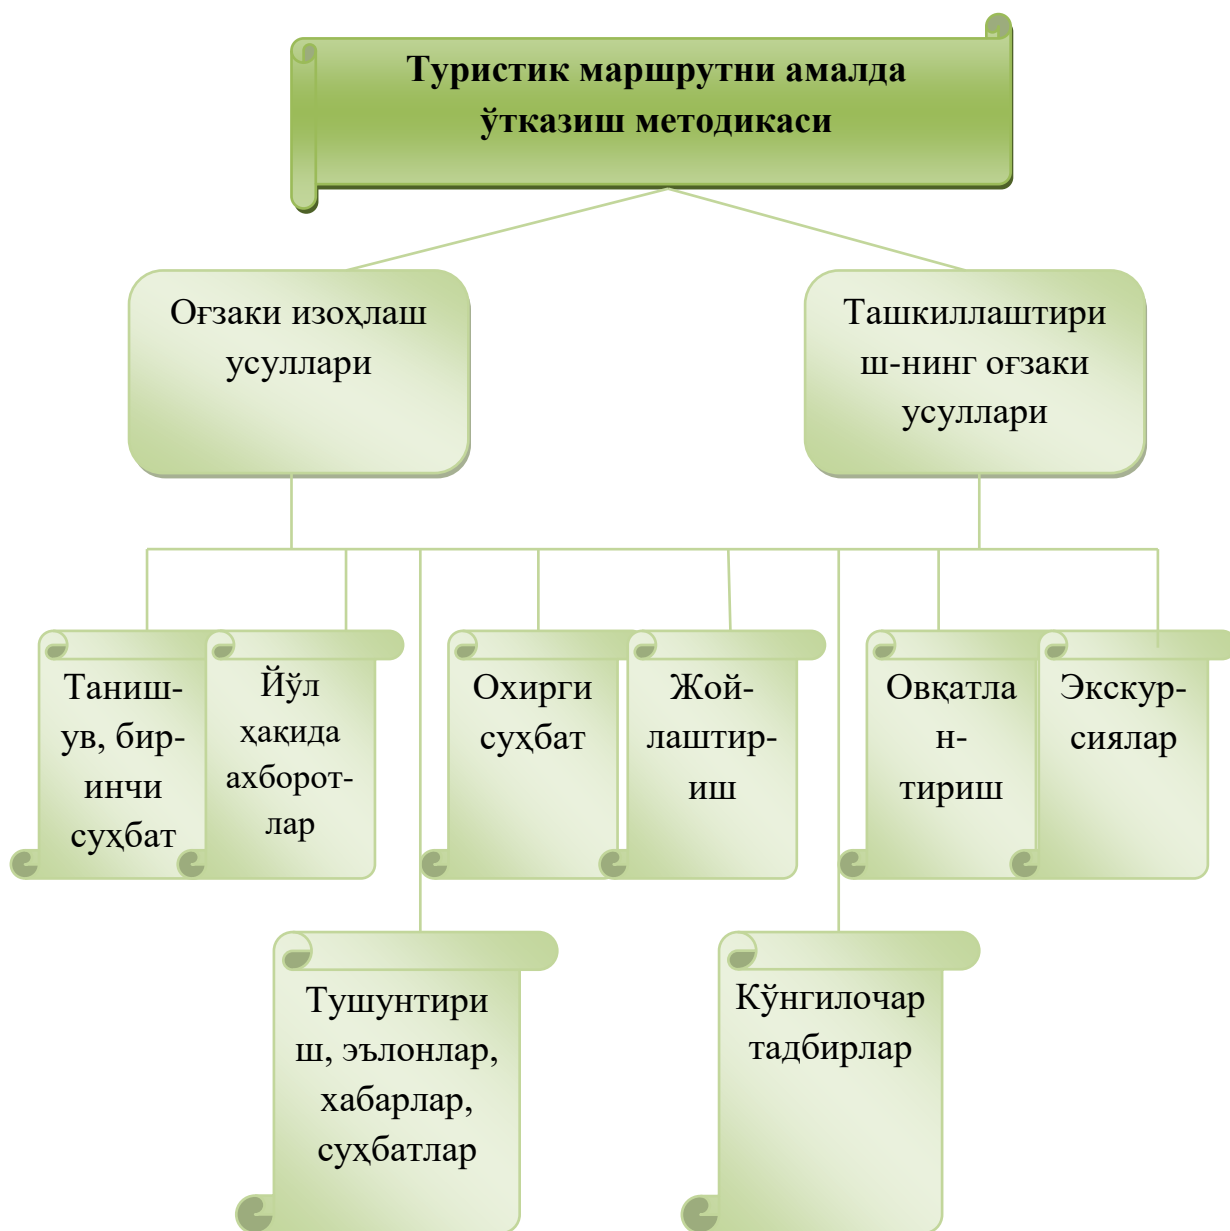 Туристик маршрутни амалда
ўтказиш методикаси
Оғзаки изоҳлаш
усуллари
Ташкиллаштири
ш-нинг оғзаки
усуллари
Таниш-
ув, бир-
инчи
суҳбат
Йўл
ҳақида
ахборот-
лар
Охирги
суҳбат
Жой-
лаштир-
иш
Овқатла
н-
тириш
Экскур-
сиялар
Тушунтири
ш, эълонлар,
хабарлар,
суҳбатлар
Кўнгилочар
тадбирлар